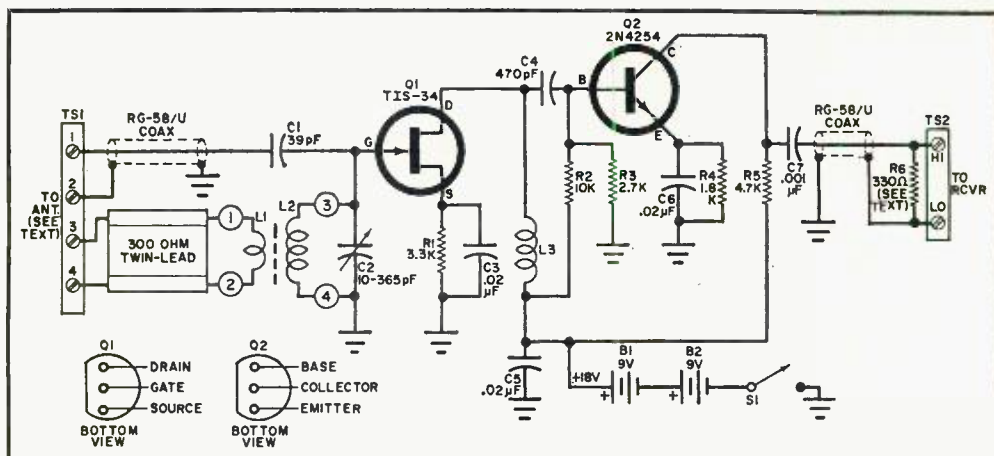 TS1
1
2
TO
ANT.
(SEE
TEXT)
3
4
RG-58/U
COAX
300 OHM
TWIN-LEAD
1
2
L1
L2
3
4
C1
39pF
C2
10-365pF
Q1
TIS-34
G
D
S
R1
3.3K
C3
.02
µF
C4
470pF
L3
Q2
2N4254
B
C
E
R2
10K
R3
2.7K
C6
.02µF
R4
1.8
K
R5
4.7K
C7
.001
µF
RG-58/U
COAX
TS2
HI
R6
330Ω
(SEE
TEXT)
TO
RCVR
LO
C5
.02µF
+18V
B1
9V
+
B2
9V
+
S1
Q1
DRAIN
GATE
SOURCE
BOTTOM
VIEW
Q2
BASE
COLLECTOR
EMITTER
BOTTOM
VIEW